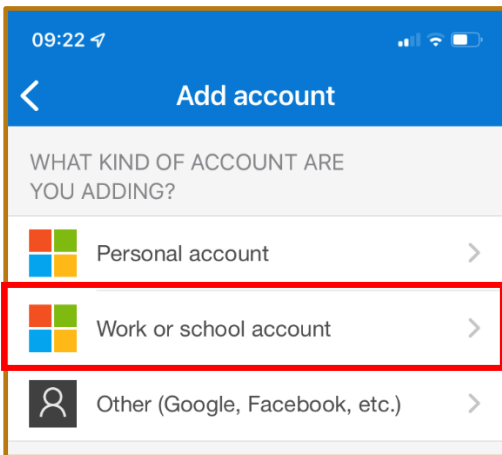 09:22
Add account
WHAT KIND OF ACCOUNT ARE
YOU ADDING?
Personal account
Work or school account
Other (Google, Facebook, etc.)